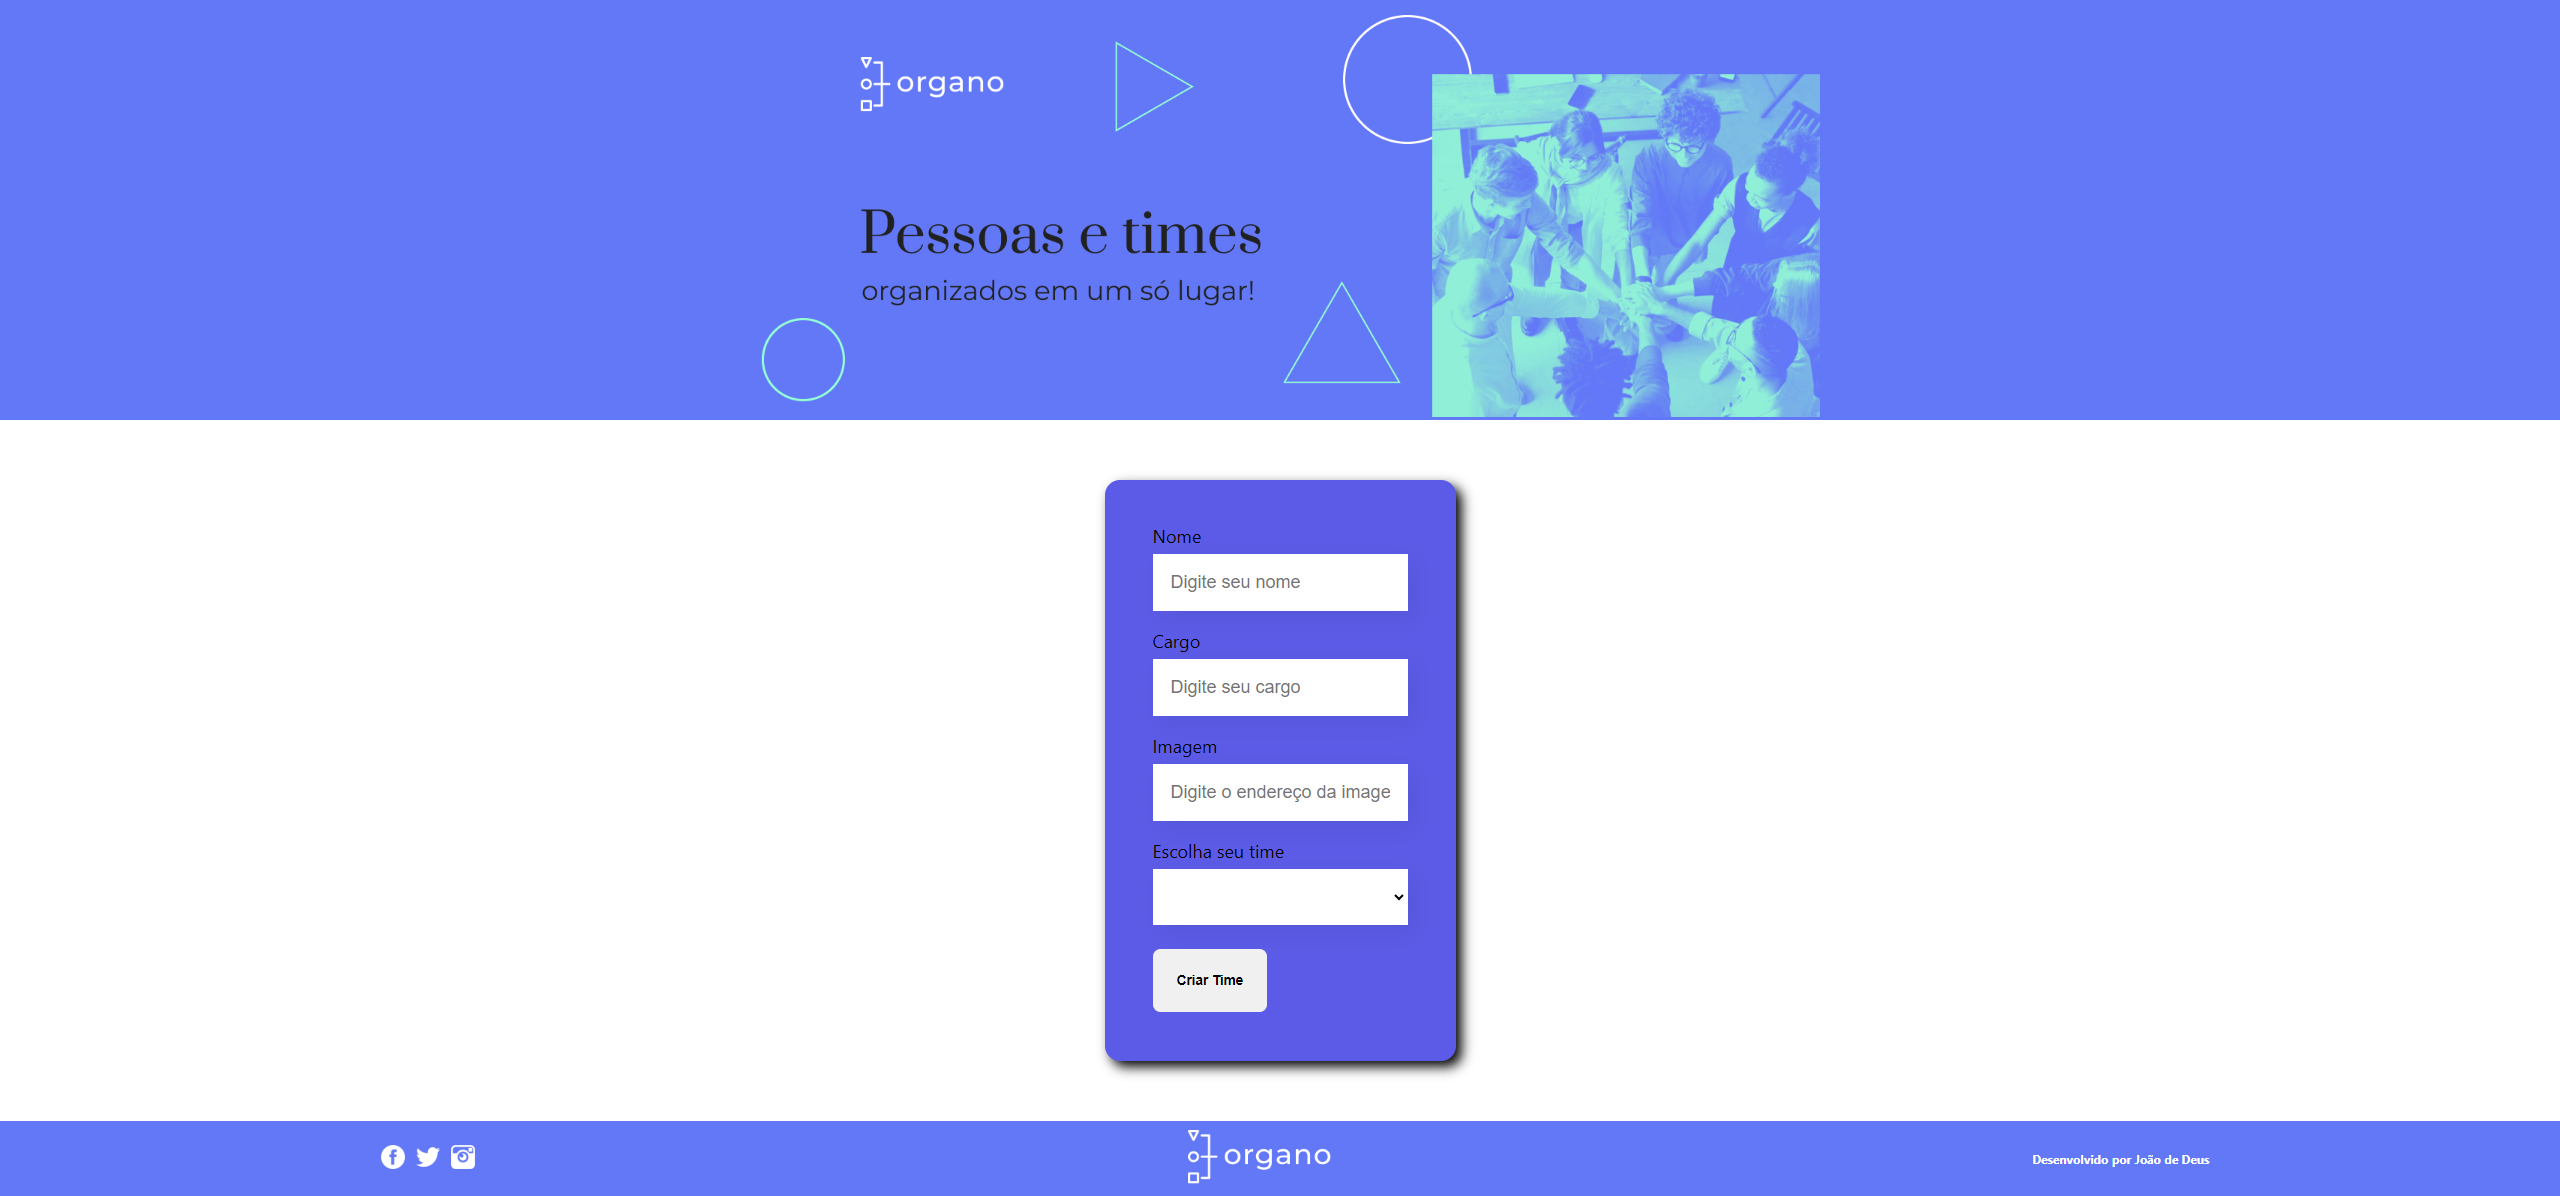 organo
Pessoas e times
organizados em um só lugar!
Nome
Digite seu nome
Cargo
Digite seu cargo
Imagem
Digite o endereço da image
Escolha seu time
Criar Time
organo
Desenvolvido por João de Deus